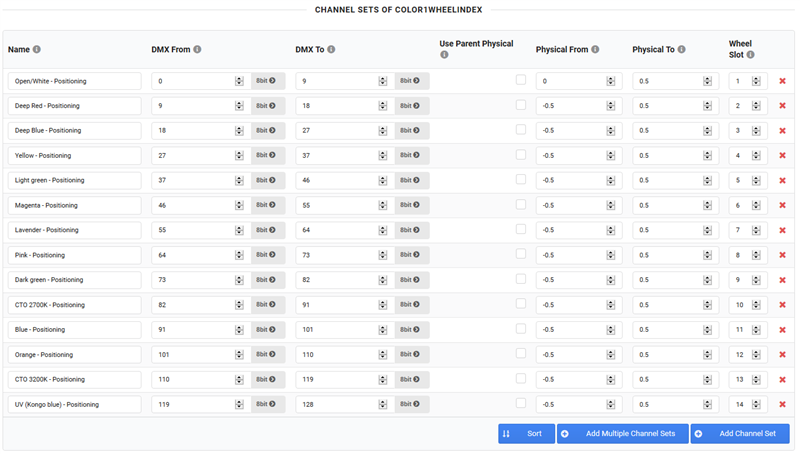 CHANNEL SETS OF COLOR1WHEELINDEX
Name DMX From DMX To Use Parent Physical Physical From Physical To Wheel Slot
Open/White - Positioning 0 8bit 9 8bit 0 0.5 1
Deep Red - Positioning 9 8bit 18 8bit -0.5 0.5 2
Deep Blue - Positioning 18 8bit 27 8bit -0.5 0.5 3
Yellow - Positioning 27 8bit 37 8bit -0.5 0.5 4
Light green - Positioning 37 8bit 46 8bit -0.5 0.5 5
Magenta - Positioning 46 8bit 55 8bit -0.5 0.5 6
Lavender - Positioning 55 8bit 64 8bit -0.5 0.5 7
Pink - Positioning 64 8bit 73 8bit -0.5 0.5 8
Dark green - Positioning 73 8bit 82 8bit -0.5 0.5 9
CTO 2700K - Positioning 82 8bit 91 8bit -0.5 0.5 10
Blue - Positioning 91 8bit 101 8bit -0.5 0.5 11
Orange - Positioning 101 8bit 110 8bit -0.5 0.5 12
CTO 3200K - Positioning 110 8bit 119 8bit -0.5 0.5 13
UV (Kongo blue) - Positioning 119 8bit 128 8bit -0.5 0.5 14
Sort Add Multiple Channel Sets Add Channel Set